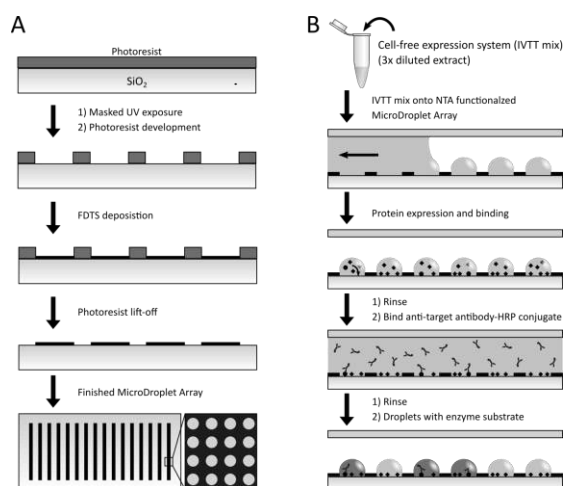 A
Photoresist
SiO2
1) Masked UV exposure
2) Photoresist development
FDTS deposistion
Photoresist lift-off
Finished MicroDroplet Array
B
Cell-free expression system (IVTT mix)
(3x diluted extract)
IVTT mix onto NTA functionalzed
MicroDroplet Array
Protein expression and binding
1) Rinse
2) Bind anti-target antibody-HRP conjugate
1) Rinse
2) Droplets with enzyme substrate